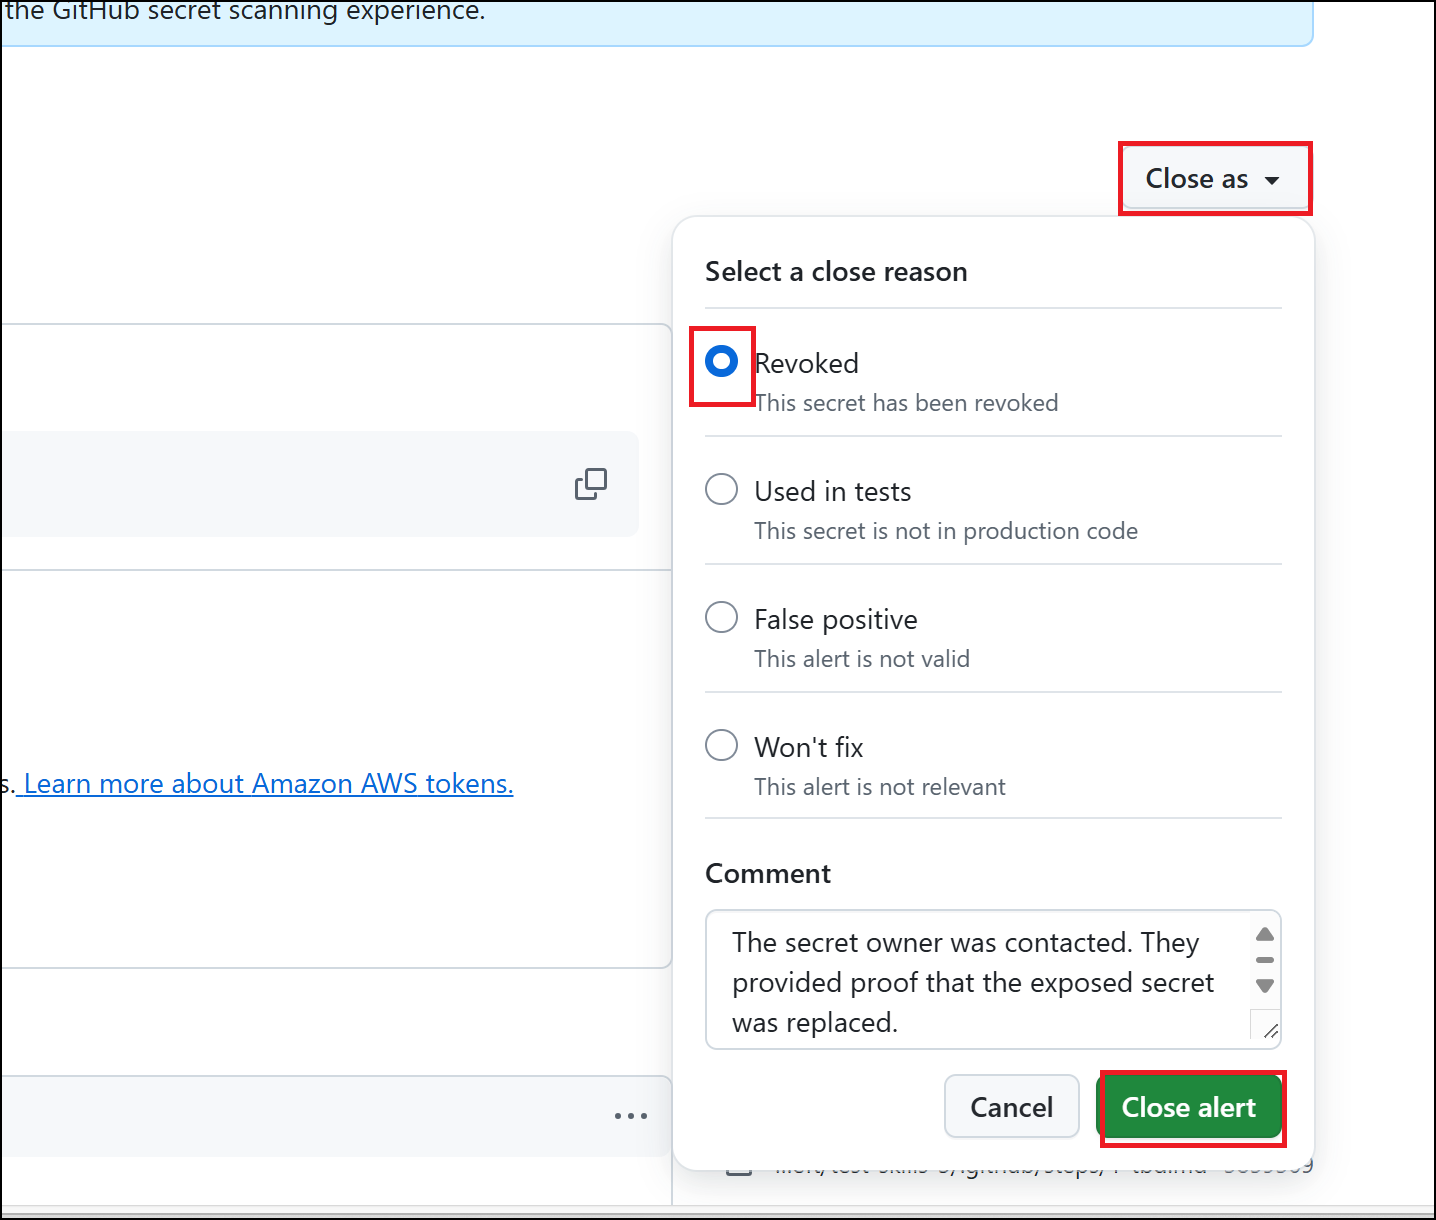 the GitHub secret scanning experience.
Close as
Select a close reason
Revoked
This secret has been revoked
Used in tests
This secret is not in production code
False positive
This alert is not valid
Won't fix
This alert is not relevant
s. Learn more about Amazon AWS tokens.
Comment
The secret owner was contacted. They
provided proof that the exposed secret
was replaced.
Cancel
Close alert